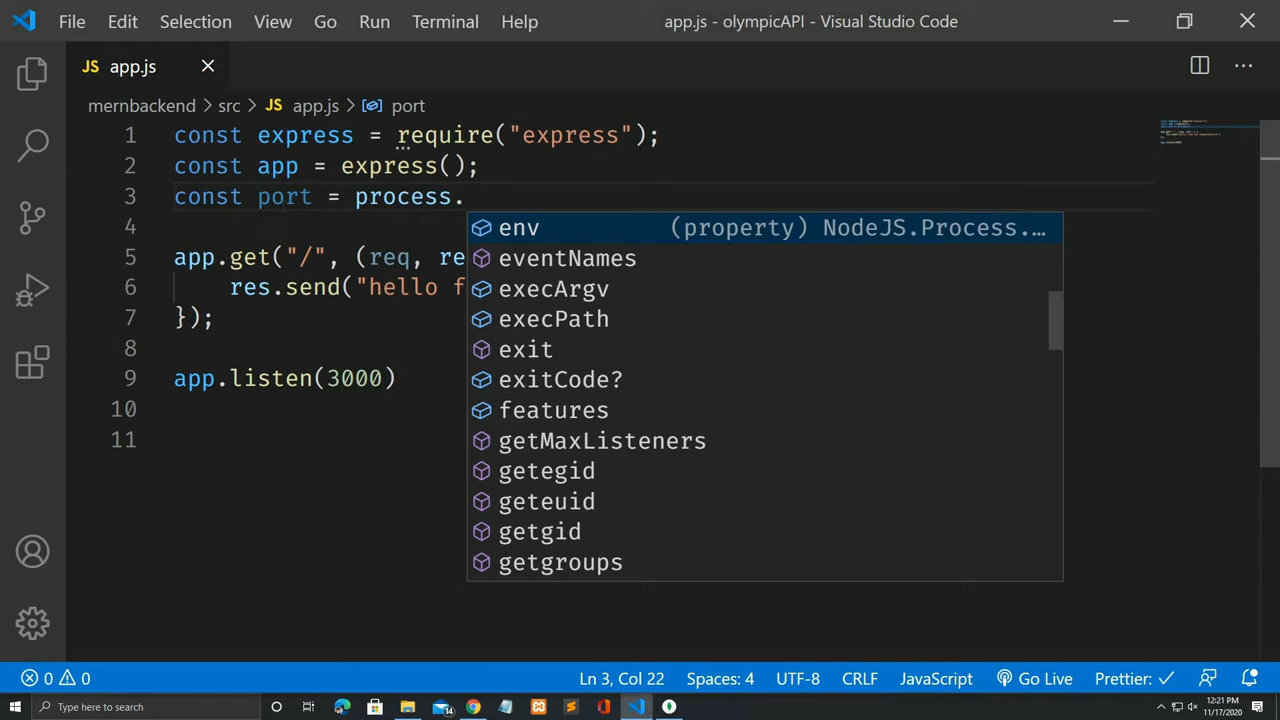 File Edit Selection View Go Run Terminal Help app.js - olympicAPI - Visual Studio Code
JS app.js
mernbackend > src > JS app.js > port
1 const express = require("express");
2 const app = express();
3 const port = process.
4
5 app.get("/", (req, re
6 res.send("hello f
7 });
8
9 app.listen(3000)
10
11
env (property) NodeJS.Process.…
eventNames
execArgv
execPath
exit
exitCode?
features
getMaxListeners
getegid
geteuid
getgid
getgroups
0 0 Ln 3, Col 22 Spaces: 4 UTF-8 CRLF JavaScript Go Live Prettier: ✓
Type here to search 14 12:21 PM
11/17/2020